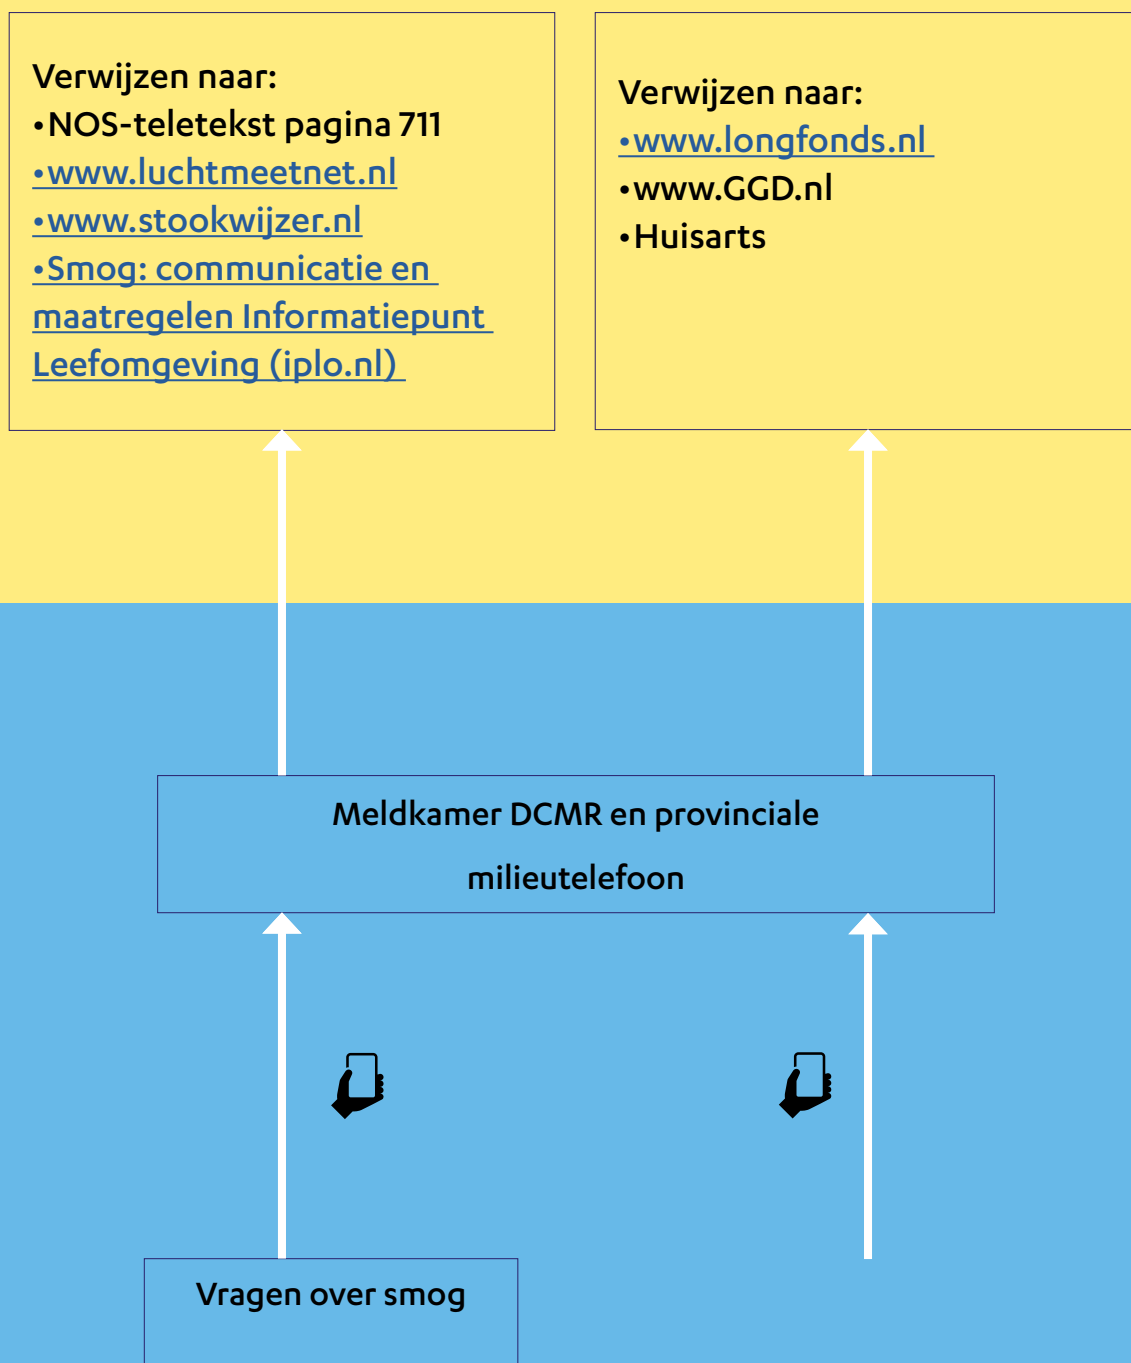 Verwijzen naar:
•NOS-teletekst pagina 711
•www.luchtmeetnet.nl
•www.stookwijzer.nl
•Smog: communicatie en
maatregelen Informatiepunt
Leefomgeving (iplo.nl)
Verwijzen naar:
•www.longfonds.nl
•www.GGD.nl
•Huisarts
Meldkamer DCMR en provinciale
milieutelefoon
Vragen over smog